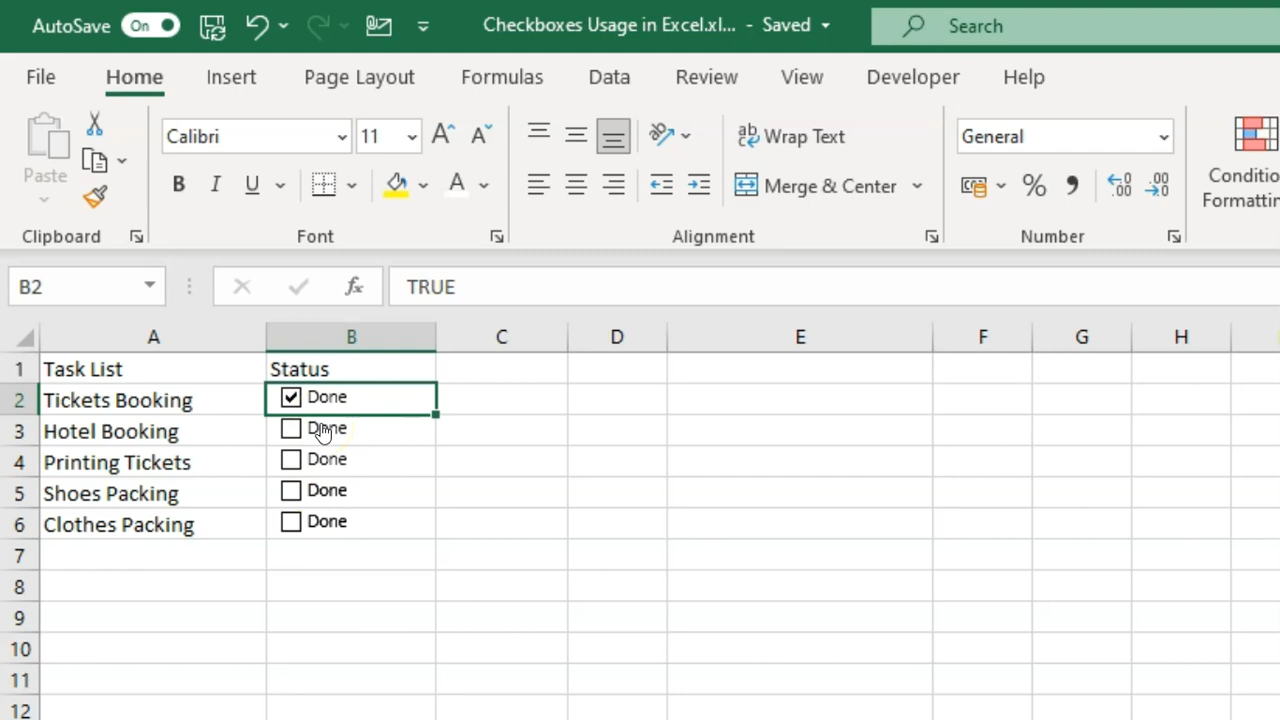 AutoSave On Checkboxes Usage in Excel.xl... - Saved Search
File Home Insert Page Layout Formulas Data Review View Developer Help
Paste Calibri 11 A A ab Wrap Text General
B I U A Merge & Center % Conditio
Formattin
Clipboard Font Alignment Number
B2 fx TRUE
A B C D E F G H
1 Task List Status
2 Tickets Booking Done
3 Hotel Booking Done
4 Printing Tickets Done
5 Shoes Packing Done
6 Clothes Packing Done
7
8
9
10
11
12